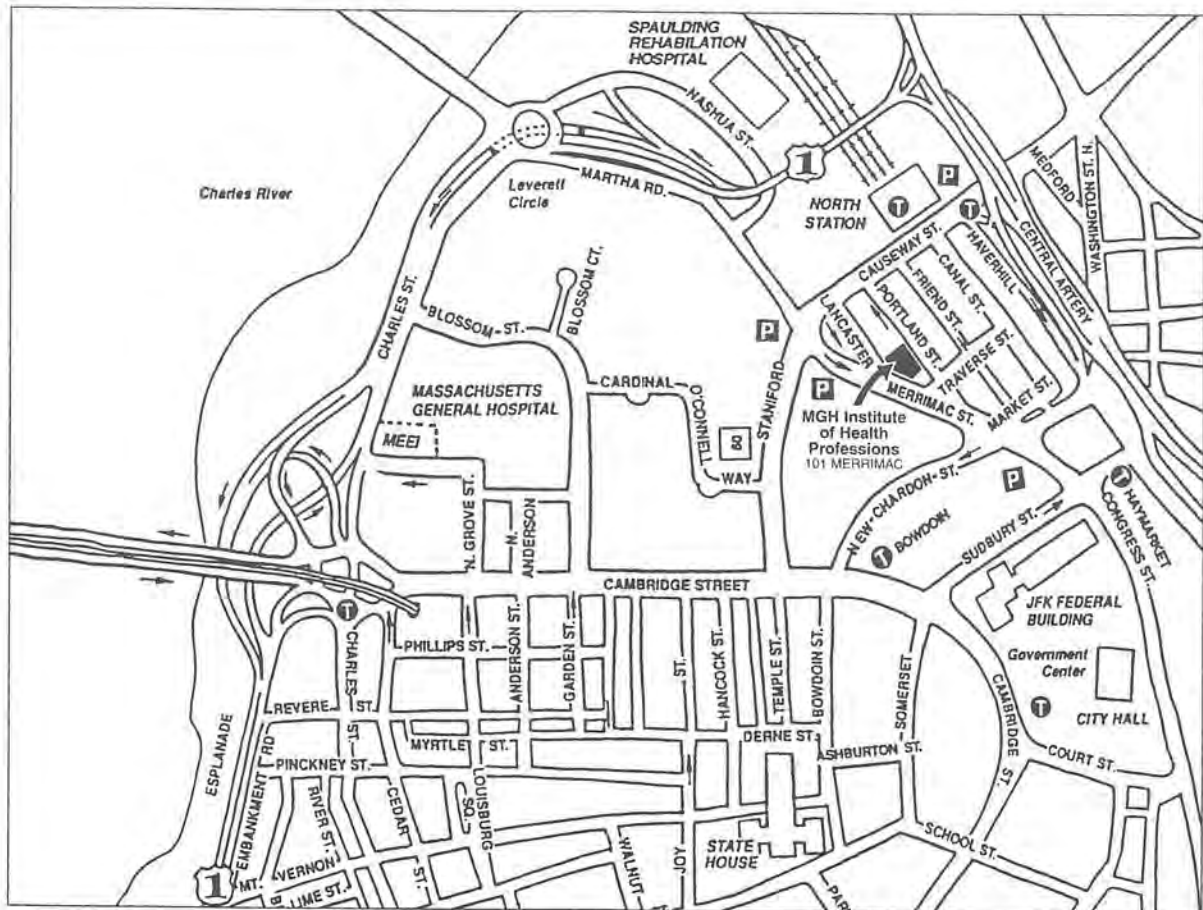 SPAULDING
REHABILATION
HOSPITAL
NASHUA ST.
1
MEDFORD
WASHINGTON ST. N.
Charles River
Leverett
Circle
MARTHA RD.
NORTH
STATION
P
T
T
CAUSEWAY ST.
CENTRAL ARTERY
HAVERHILL
CANAL ST.
FRIEND ST.
PORTLAND ST.
LANCASTER
TRAVERSE ST.
MERRIMAC ST.
MARKET ST.
CHARLES ST.
BLOSSOM CT.
BLOSSOM ST.
P
P
MASSACHUSETTS
GENERAL HOSPITAL
MEEI
CARDINAL
O'CONNELL
WAY
STANIFORD
MGH Institute
of Health
Professions
101 MERRIMAC
NEW CHARDON ST.
P
T
HAYMARKET
CONGRESS ST.
T
BOWDOIN
SUDBURY ST.
N. GROVE ST.
N.
ANDERSON
CAMBRIDGE STREET
JFK FEDERAL
BUILDING
Government
Center
T
CITY HALL
T
CHARLES ST.
PHILLIPS ST.
ANDERSON ST.
GARDEN ST.
ST.
HANCOCK ST.
TEMPLE ST.
BOWDOIN ST.
SOMERSET
CAMBRIDGE ST.
REVERE ST.
MYRTLE ST.
DERNE ST.
ASHBURTON ST.
COURT ST.
ESPLANADE
EMBANKMENT RD
PINCKNEY ST.
RIVER ST.
CEDAR ST.
LOUISBURG
SQ.
STATE
HOUSE
SCHOOL ST.
MT. VERNON
LIME ST.
WALNUT
JOY
1